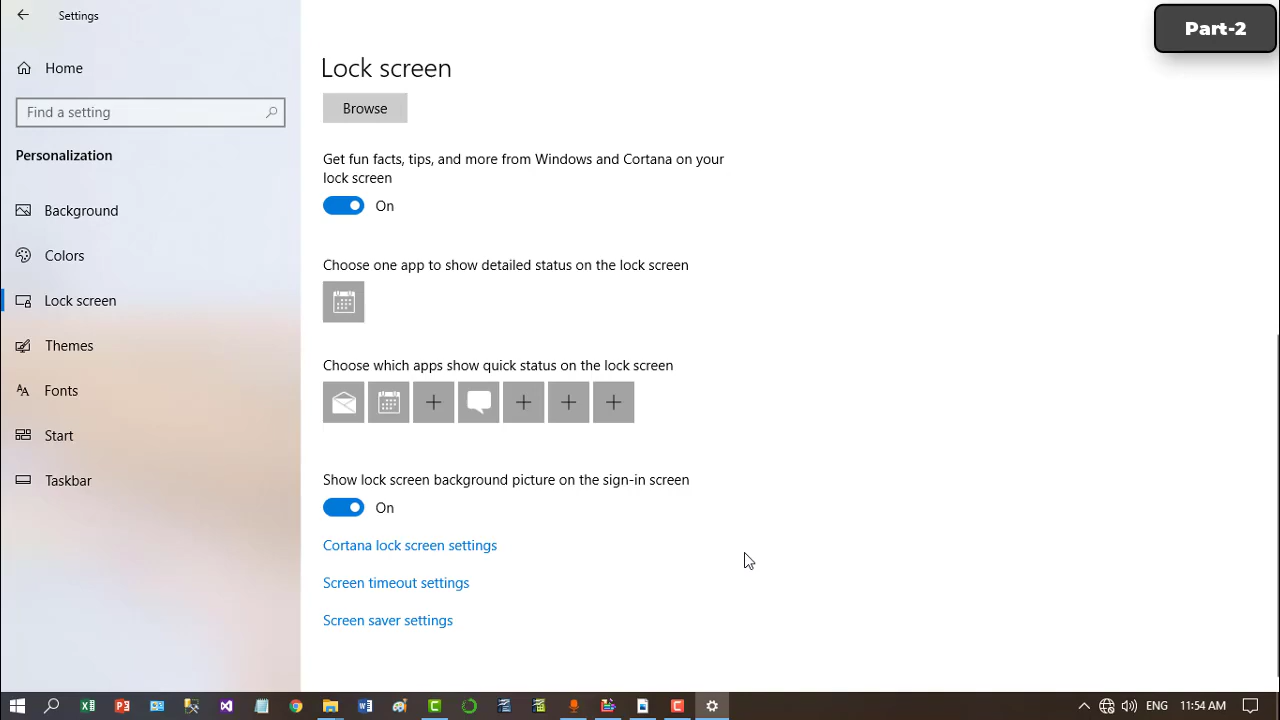 Settings
Part-2
Home
Find a setting
Personalization
Background
Colors
Lock screen
Themes
Fonts
Start
Taskbar
Lock screen
Browse
Get fun facts, tips, and more from Windows and Cortana on your
lock screen
On
Choose one app to show detailed status on the lock screen
Choose which apps show quick status on the lock screen
Show lock screen background picture on the sign-in screen
On
Cortana lock screen settings
Screen timeout settings
Screen saver settings
ENG
11:54 AM